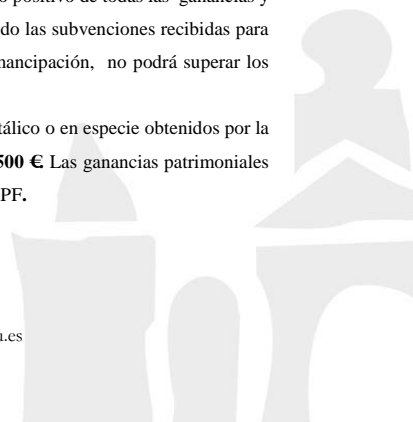 positivo de todas las ganancias y
do las subvenciones recibidas para
mancipación, no podrá superar los
tálico o en especie obtenidos por la
500 €. Las ganancias patrimoniales
PF.
u.es